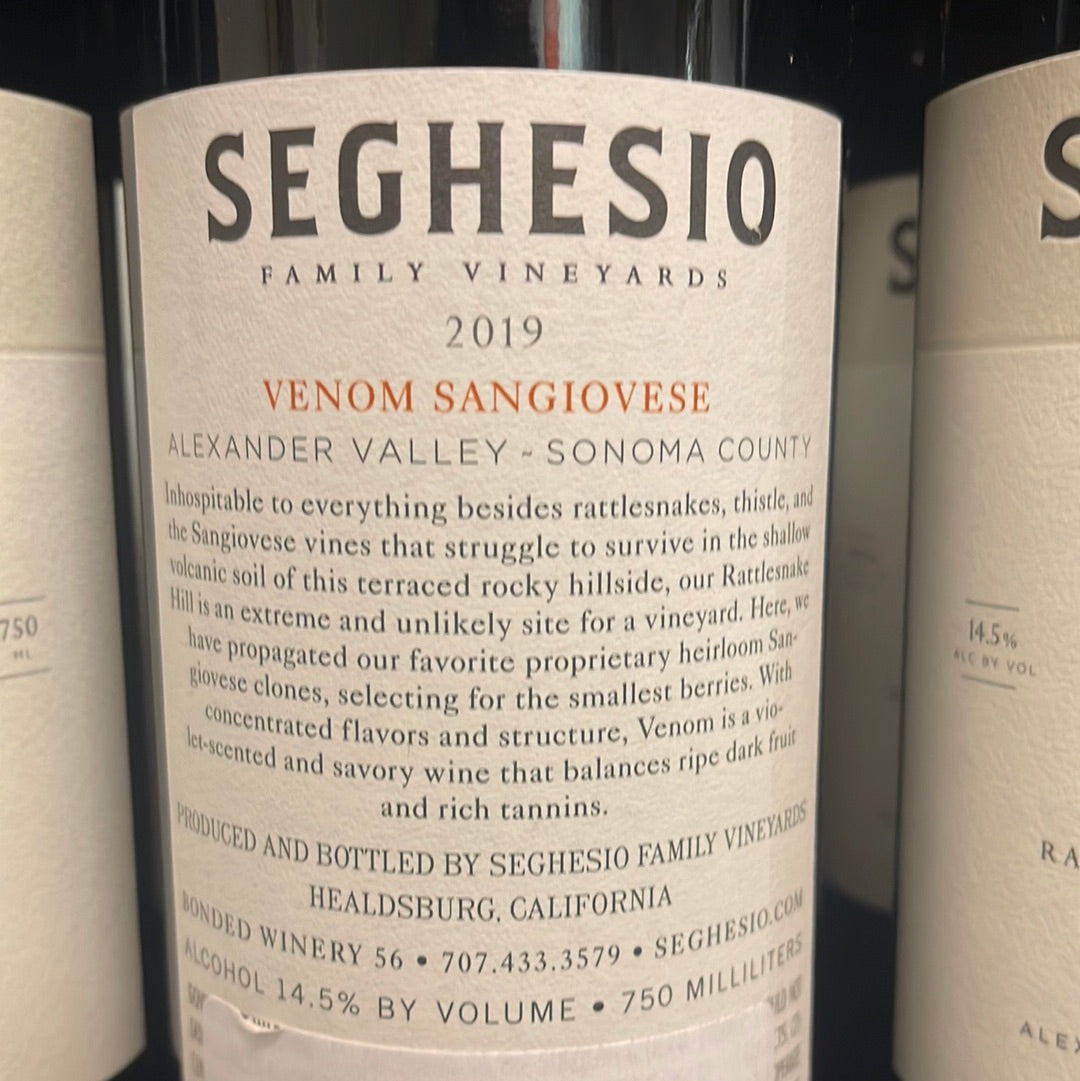 SEGHESIO
FAMILY VINEYARDS
2019
VENOM SANGIOVESE
ALEXANDER VALLEY ~ SONOMA COUNTY
Inhospitable to everything besides rattlesnakes, thistle, and
the Sangiovese vines that struggle to survive in the shallow
volcanic soil of this terraced rocky hillside, our Rattlesnake
Hill is an extreme and unlikely site for a vineyard. Here, we
have propagated our favorite proprietary heirloom San-
giovese clones, selecting for the smallest berries. With
concentrated flavors and structure, Venom is a vio-
let-scented and savory wine that balances ripe dark fruit
and rich tannins.
PRODUCED AND BOTTLED BY SEGHESIO FAMILY VINEYARDS
HEALDSBURG, CALIFORNIA
BONDED WINERY 56 • 707.433.3579 • SEGHESIO.COM
ALCOHOL 14.5% BY VOLUME • 750 MILLILITERS
750
ML
S
S
14.5%
ALC BY VOL
RA
ALEX